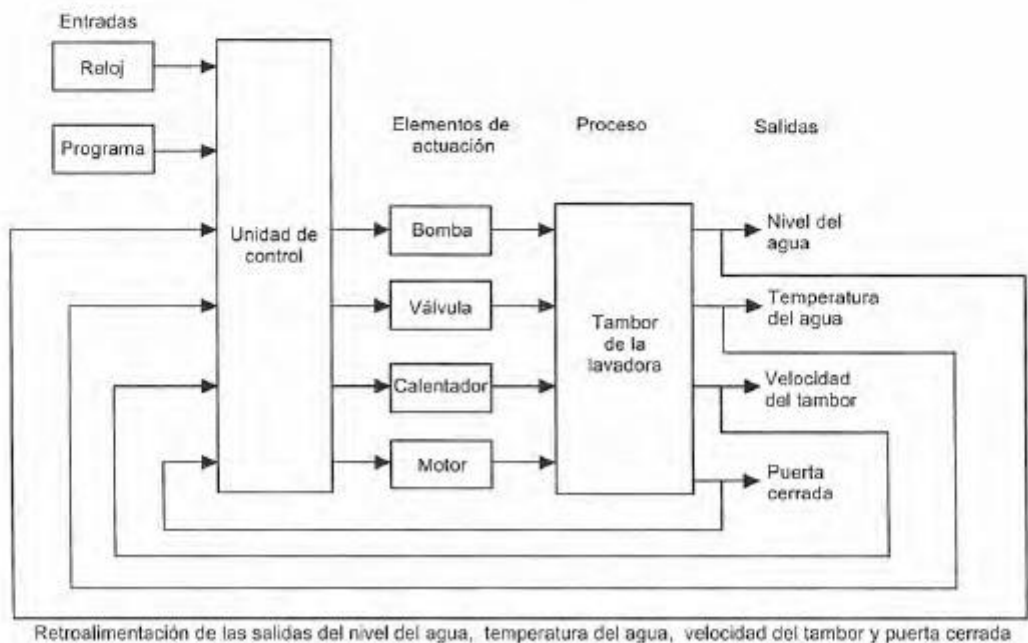 Entradas
Reloj
Programa
Unidad de
control
Elementos de
actuación
Bomba
Válvula
Calentador
Motor
Proceso
Tambor
de la
lavadora
Salidas
Nivel del
agua
Temperatura
del agua
Velocidad
del tambor
Puerta
cerrada
Retroalimentación de las salidas del nivel del agua, temperatura del agua, velocidad del tambor y puerta cerrada